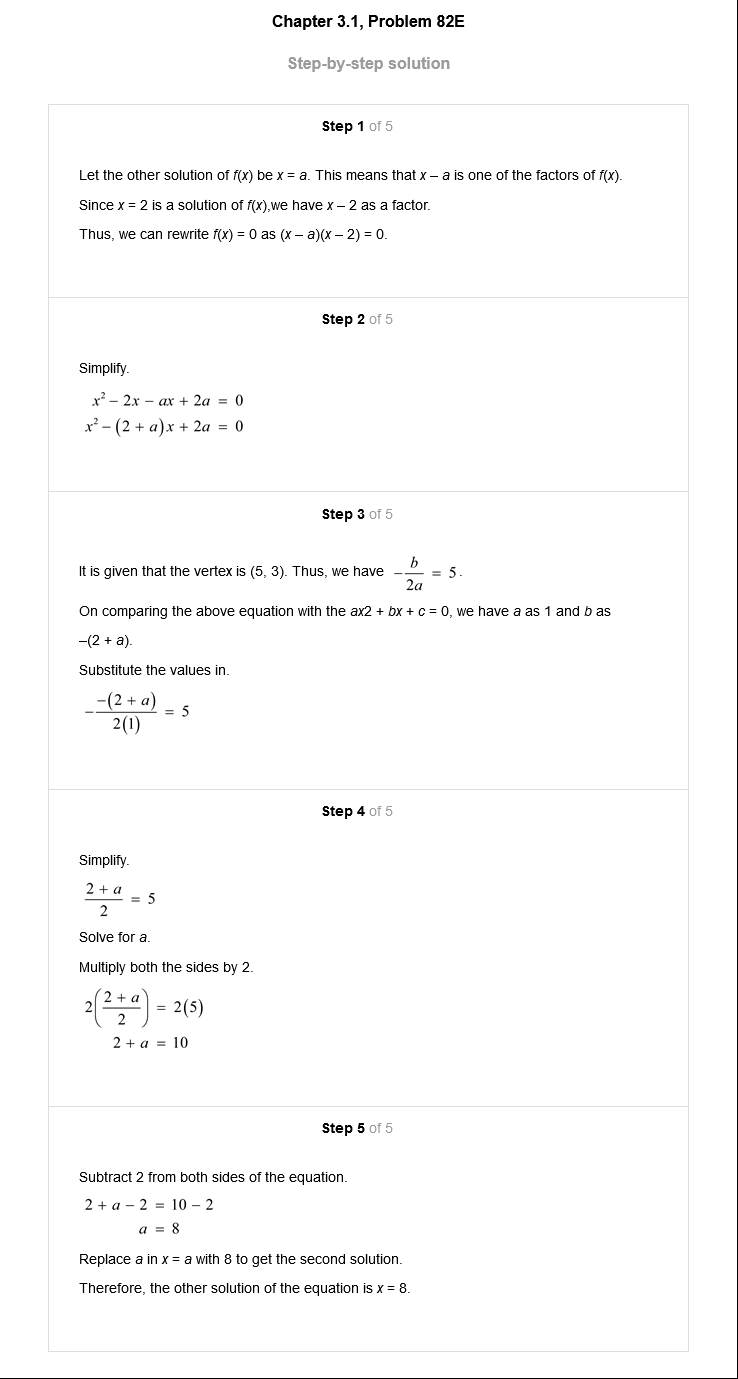 Chapter 3.1, Problem 82E
Step-by-step solution
Step 1 of 5
Let the other solution of f(x) be x = a. This means that x – a is one of the factors of f(x).
Since x = 2 is a solution of f(x),we have x – 2 as a factor.
Thus, we can rewrite f(x) = 0 as (x – a)(x – 2) = 0.
Step 2 of 5
Simplify.
x² − 2x − ax + 2a = 0
x² − (2 + a)x + 2a = 0
Step 3 of 5
It is given that the vertex is (5, 3). Thus, we have −b/2a = 5.
On comparing the above equation with the ax2 + bx + c = 0, we have a as 1 and b as
–(2 + a).
Substitute the values in.
−−(2 + a)/2(1) = 5
Step 4 of 5
Simplify.
2 + a/2 = 5
Solve for a.
Multiply both the sides by 2.
2(2 + a/2) = 2(5)
2 + a = 10
Step 5 of 5
Subtract 2 from both sides of the equation.
2 + a − 2 = 10 − 2
a = 8
Replace a in x = a with 8 to get the second solution.
Therefore, the other solution of the equation is x = 8.